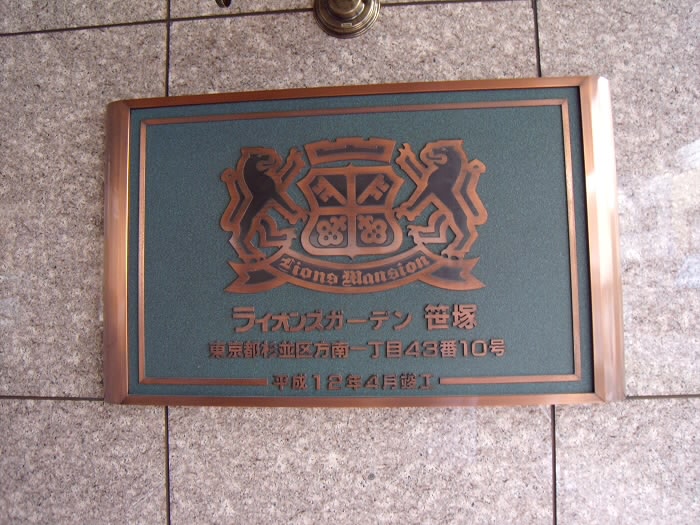 Lions Mansion
ライオンズガーデン 笹塚
東京都杉並区方南一丁目43番10号
平成12年4月竣工